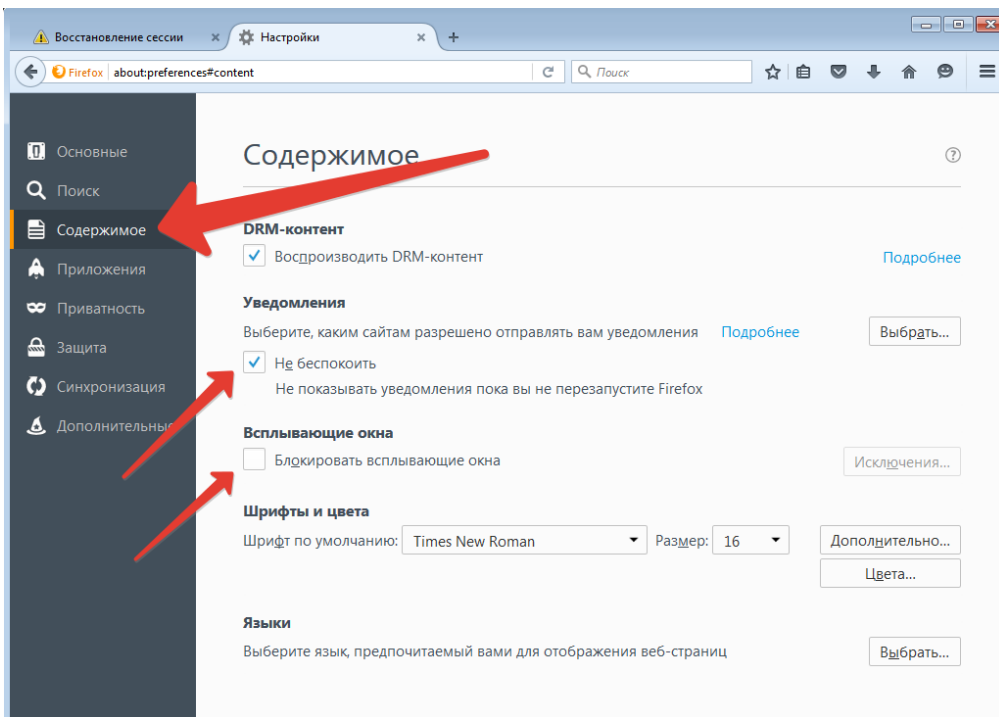 Восстановление сессии
Настройки
Firefox about:preferences#content
Поиск
Основные
Поиск
Содержимое
Приложения
Приватность
Защита
Синхронизация
Дополнительные
Содержимое
DRM-контент
Воспроизводить DRM-контент
Подробнее
Уведомления
Выберите, каким сайтам разрешено отправлять вам уведомления Подробнее Выбрать...
Не беспокоить
Не показывать уведомления пока вы не перезапустите Firefox
Всплывающие окна
Блокировать всплывающие окна
Исключения...
Шрифты и цвета
Шрифт по умолчанию: Times New Roman Размер: 16 Дополнительно...
Цвета...
Языки
Выберите язык, предпочитаемый вами для отображения веб-страниц Выбрать...